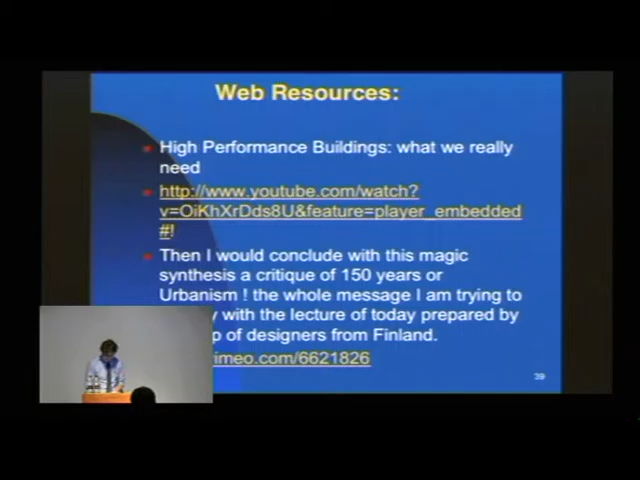 Web Resources:
High Performance Buildings: what we really
need
http://www.youtube.com/watch?
v=OiKhXrDds8U&feature=player_embedded
#!
Then I would conclude with this magic
synthesis a critique of 150 years or
Urbanism ! the whole message I am trying to
y with the lecture of today prepared by
p of designers from Finland.
imeo.com/6621826
39